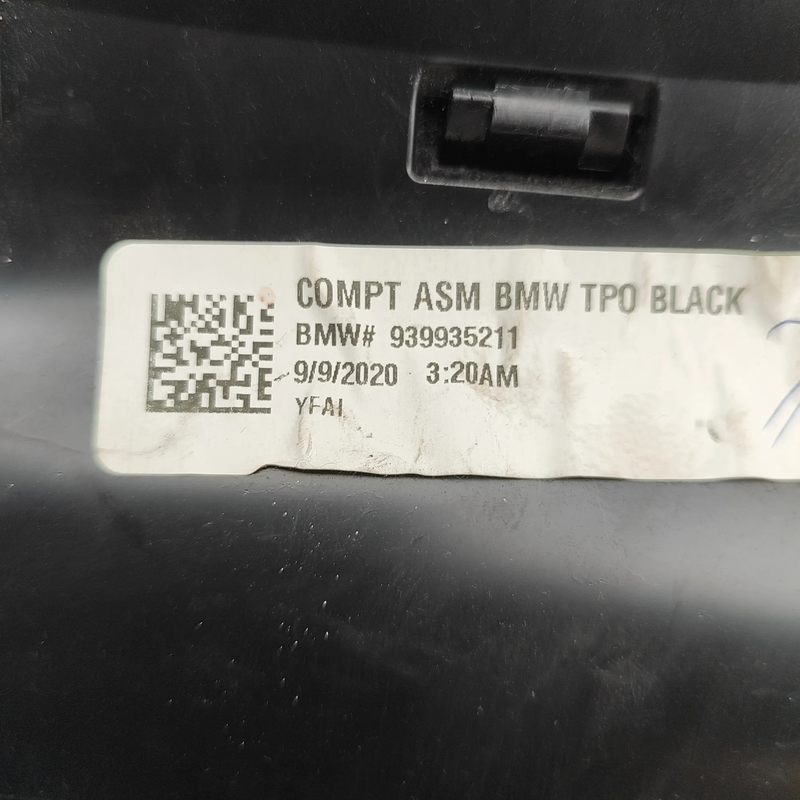 COMPT ASM BMW TPO BLACK
BMW# 939935211
9/9/2020 3:20AM
YFAI